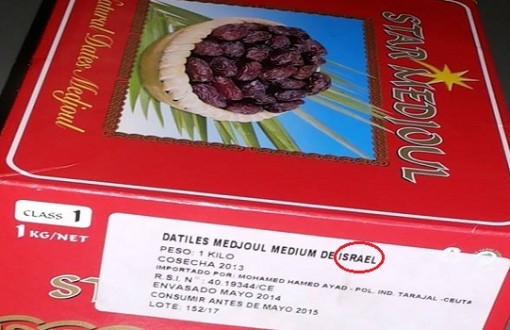 STAR MEDJOUL
Natural Dates Medjoul
CLASS 1
1 KG/NET
DATILES MEDJOUL MEDIUM DE ISRAEL
PESO: 1 KILO
COSECHA 2013
IMPORTADO POR: MOHAMED HAMED AYAD - POL. IND. TARAJAL -CEUTA
R.S.I. Nº : 40.19344/CE
ENVASADO MAYO 2014
CONSUMIR ANTES DE MAYO 2015
LOTE: 152/17